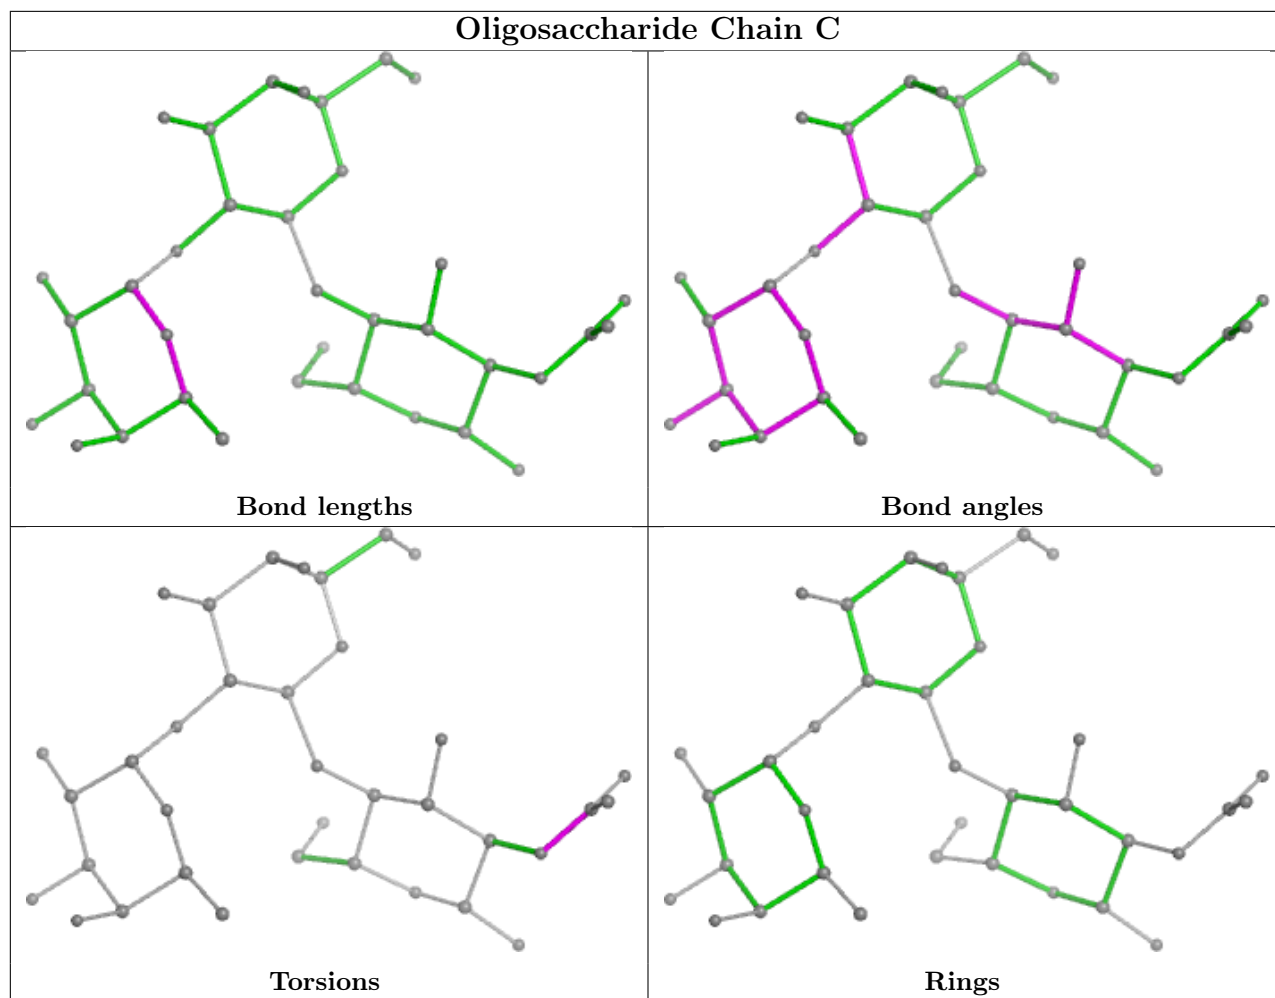 Oligosaccharide Chain C
Bond lengths
Bond angles
Torsions
Rings